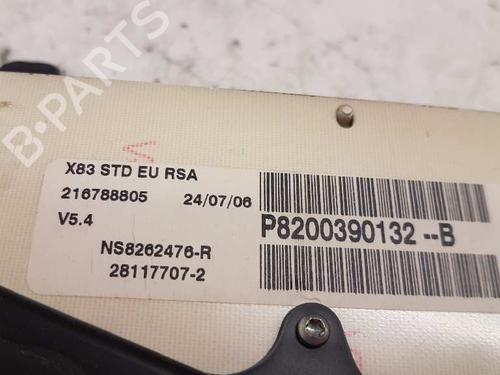 B-PARTS
X83 STD EU RSA
216788805 24/07/06
V5.4
P8200390132--B
NS8262476-R
28117707-2